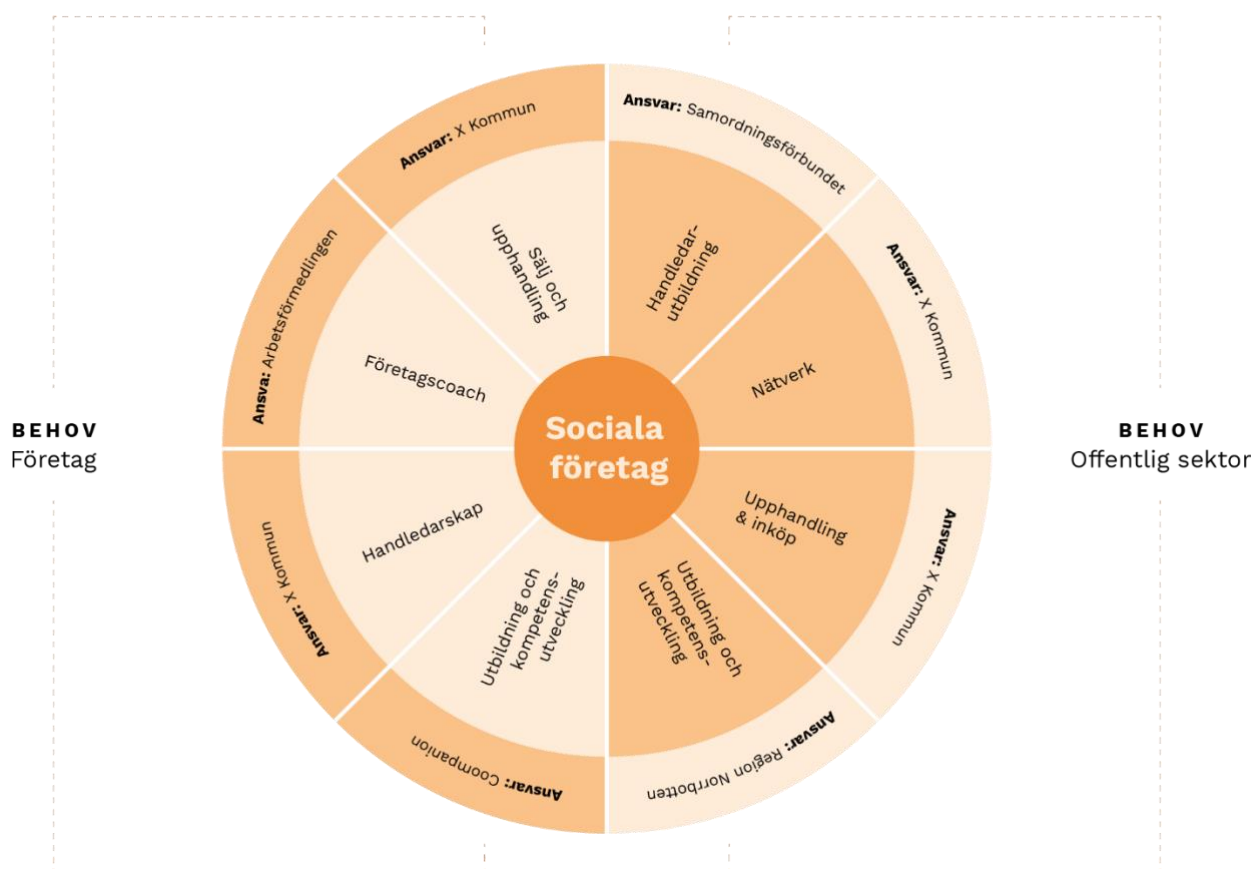 Ansvar: X Kommun
Ansvar: Samordningsförbundet
Sälj och
upphandling
Handledar-
utbildning
Ansva: Arbetsförmedlingen
Ansvar: X Kommun
Företagscoach
Nätverk
BEHOV
Företag
Sociala
företag
BEHOV
Offentlig sektor
Handledarskap
Upphandling
& inköp
Ansvar: X Kommun
Ansvar: X Kommun
Utbildning och
kompetens-
utveckling
Utbildning och
kompetens-
utveckling
Ansvar: Coompanion
Ansvar: Region Norrbotten